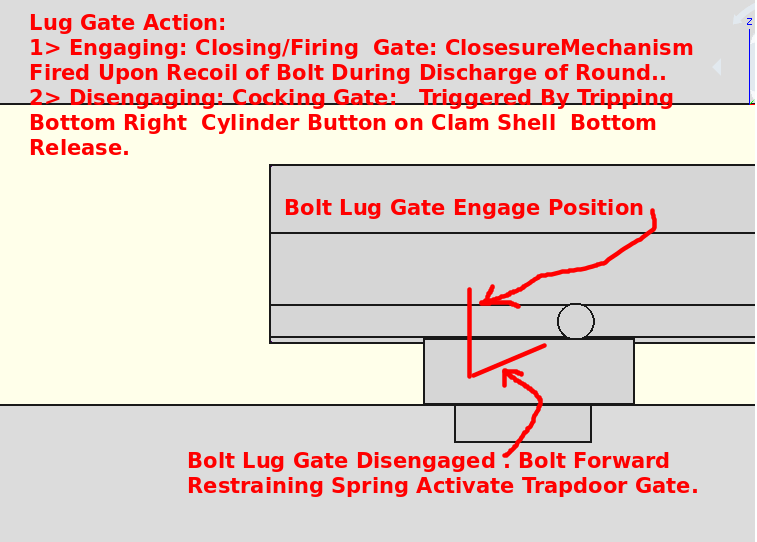 Lug Gate Action:
1> Engaging: Closing/Firing  Gate: ClosesureMechanism
Fired Upon Recoil of Bolt During Discharge of Round..
2> Disengaging: Cocking Gate:   Triggered By Tripping
Bottom Right  Cylinder Button on Clam Shell  Bottom
Release.
z
Bolt Lug Gate Engage Position
Bolt Lug Gate Disengaged . Bolt Forward
Restraining Spring Activate Trapdoor Gate.